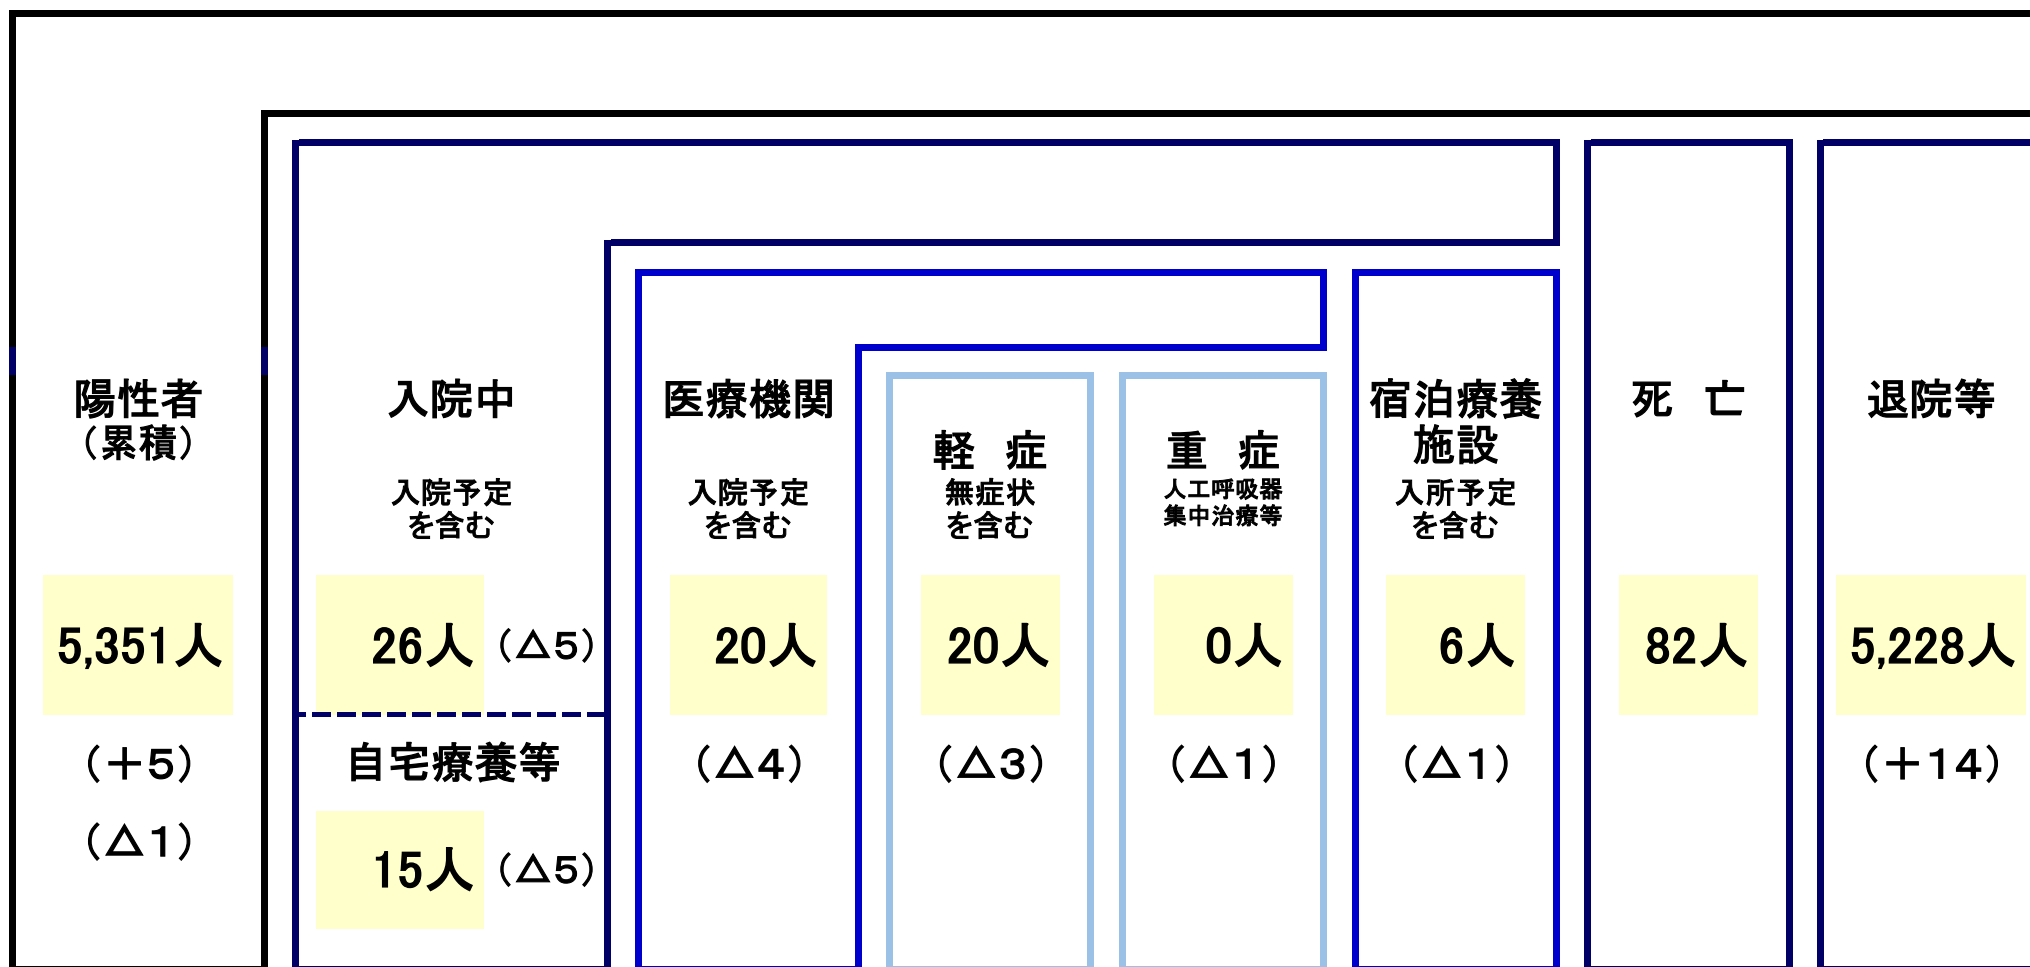 陽性者
（累積）
5,351人
（＋5）
（△1）
入院中
入院予定
を含む
26人（△5）
自宅療養等
15人（△5）
医療機関
入院予定
を含む
20人
（△4）
軽　症
無症状
を含む
20人
（△3）
重　症
人工呼吸器
集中治療等
0人
（△1）
宿泊療養
施設
入所予定
を含む
6人
（△1）
死　亡
82人
退院等
5,228人
（＋14）